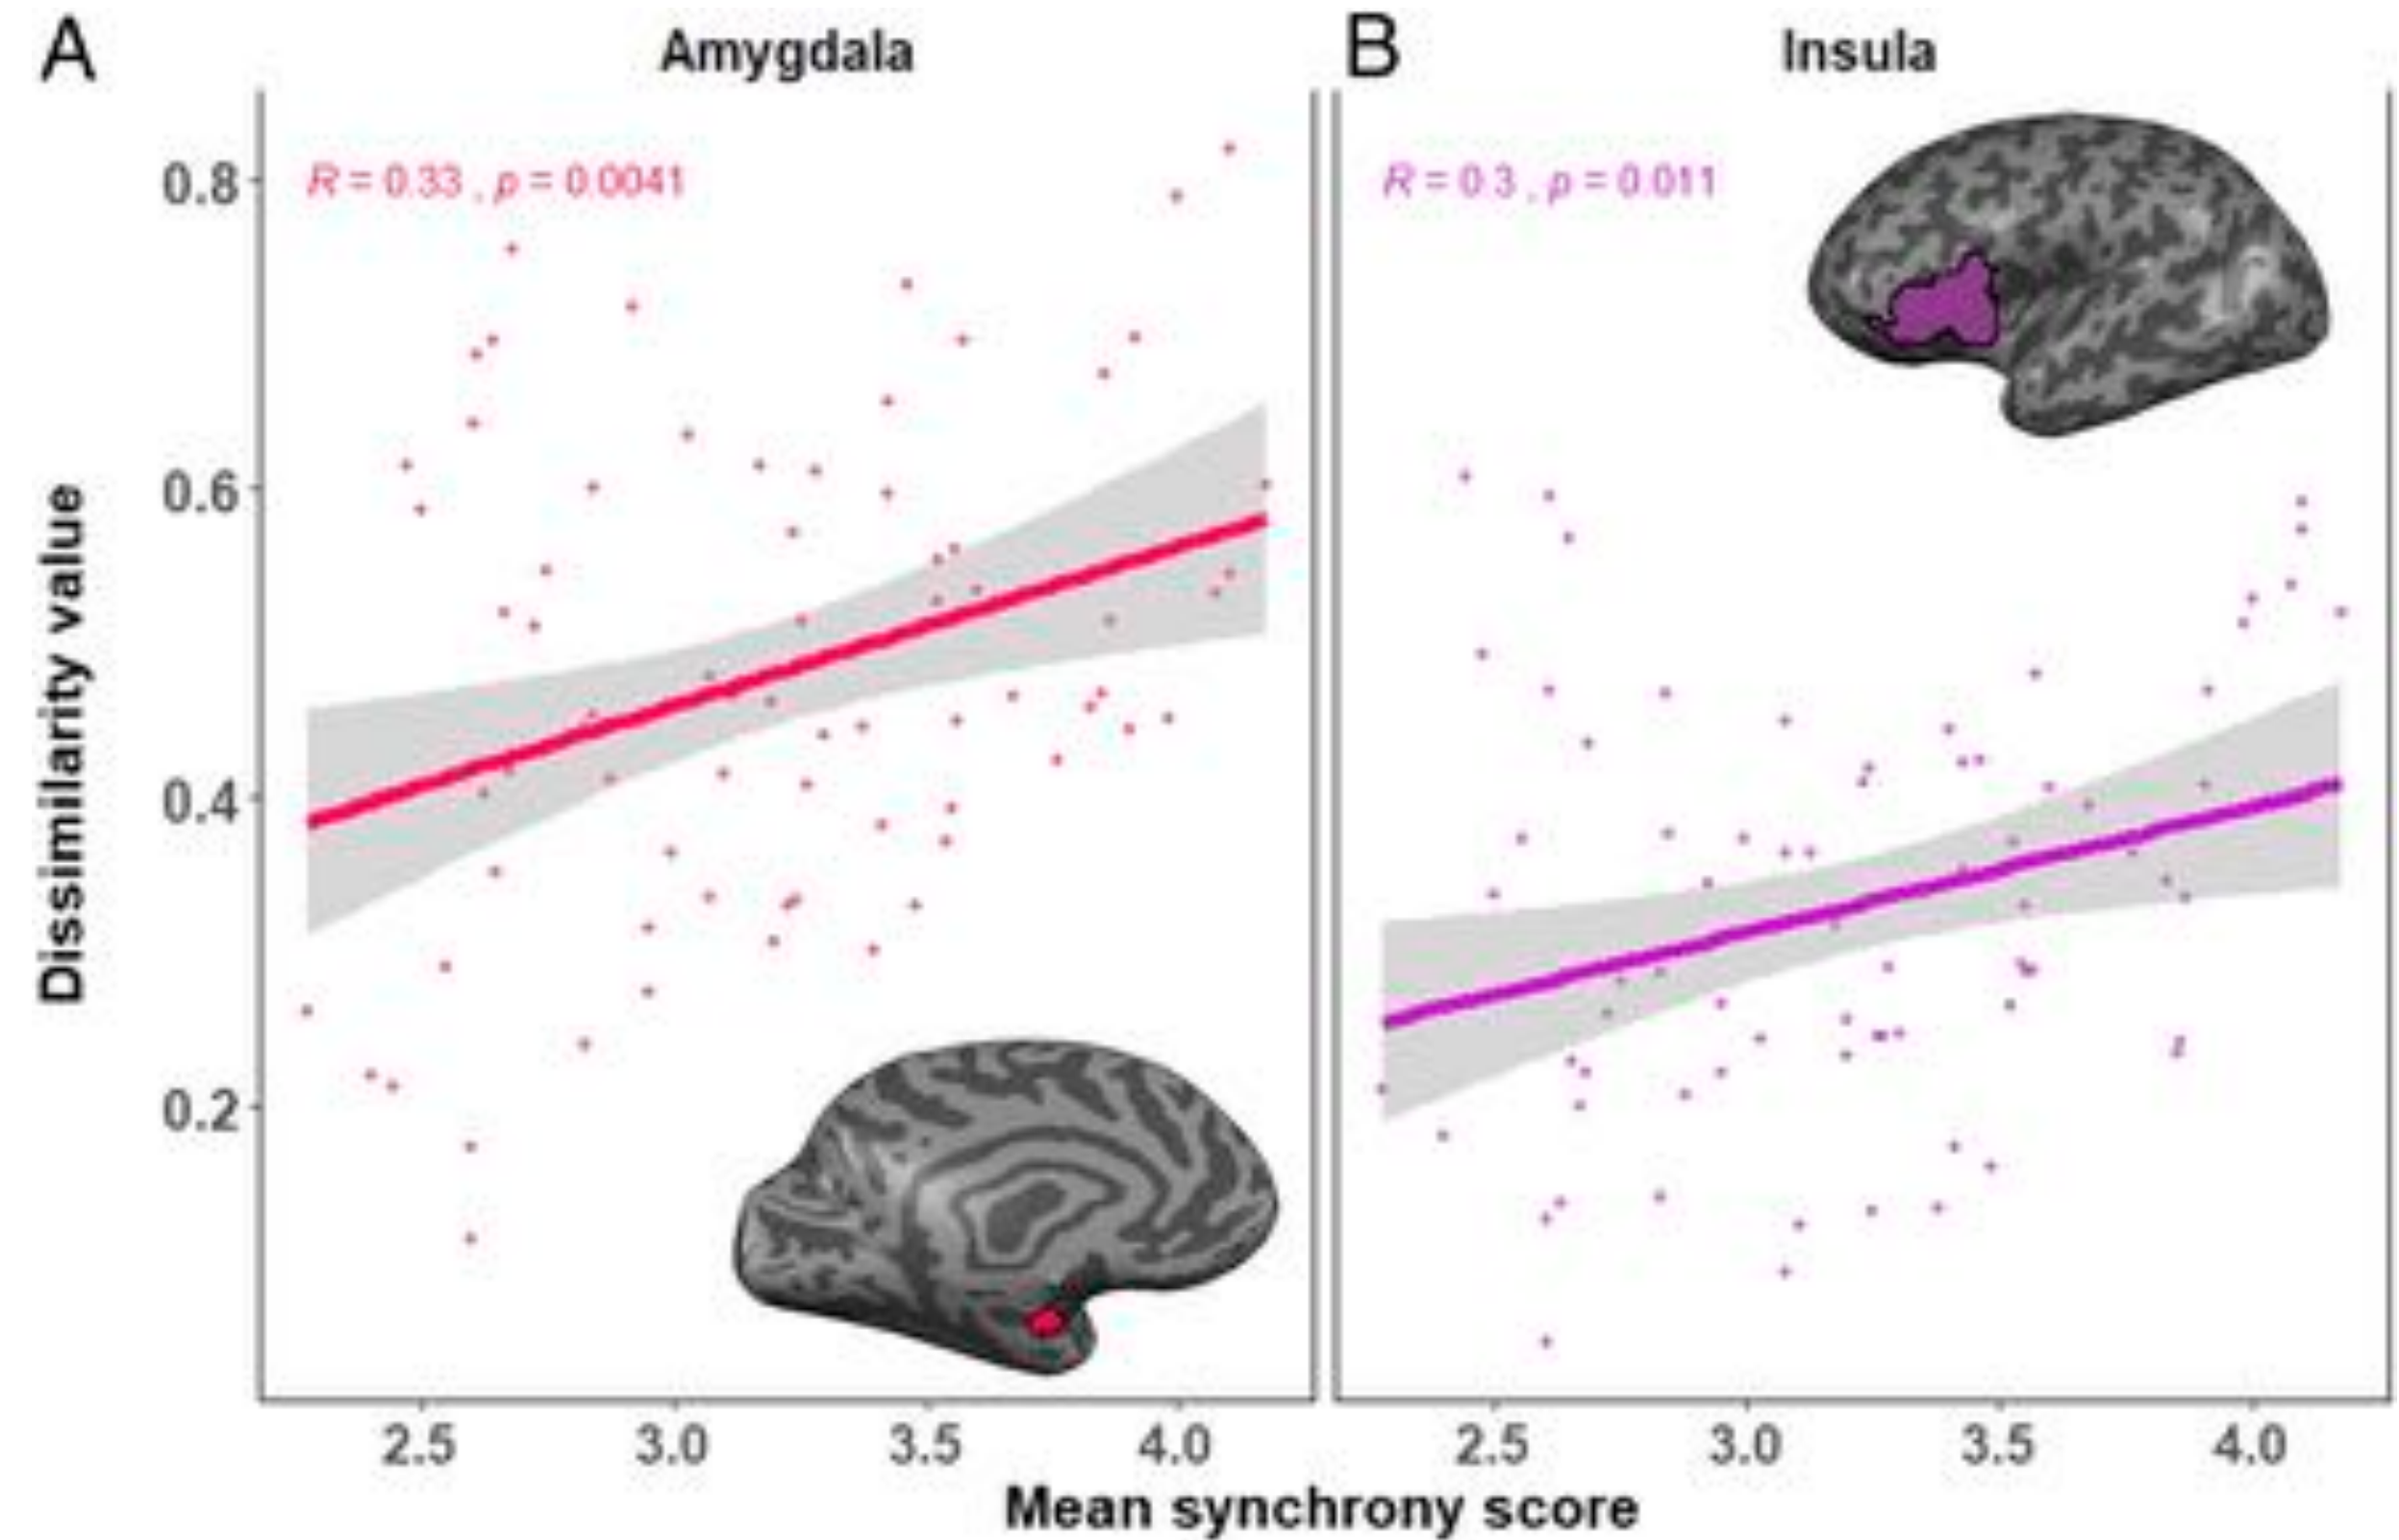 A
Amygdala
B
Insula
R = 0.33 , p = 0.0041
R = 0.3 , p = 0.011
Dissimilarity value
0.8
0.6
0.4
0.2
2.5 3.0 3.5 4.0
2.5 3.0 3.5 4.0
Mean synchrony score